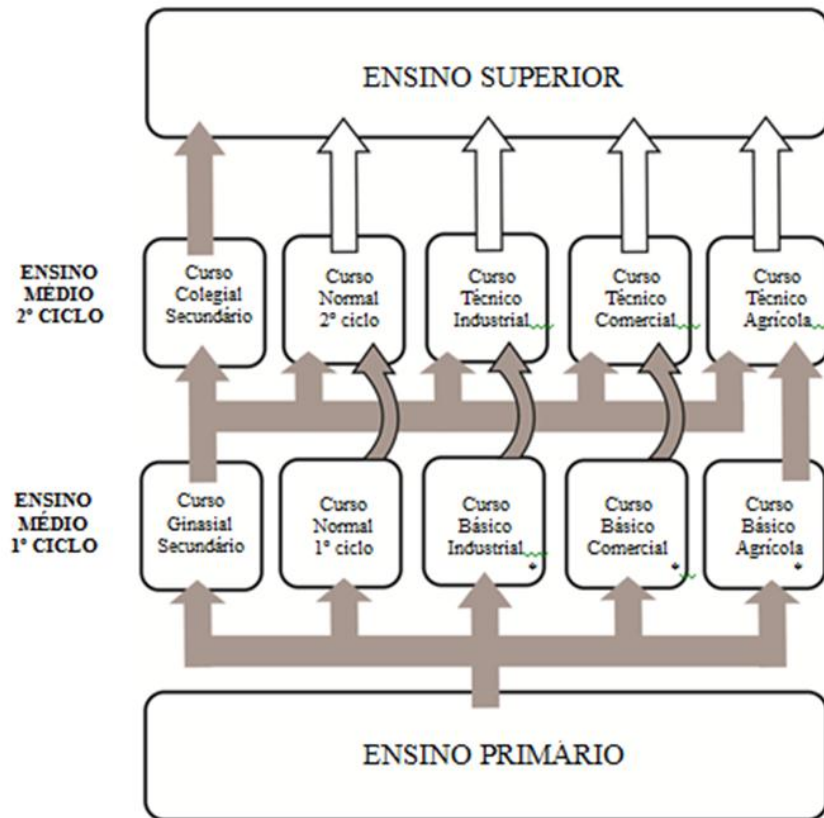 ENSINO SUPERIOR
ENSINO
MÉDIO
2º CICLO
Curso
Colegial
Secundário
Curso
Normal
2º ciclo
Curso
Técnico
Industrial
Curso
Técnico
Comercial
Curso
Técnico
Agrícola
ENSINO
MÉDIO
1º CICLO
Curso
Ginasial
Secundário
Curso
Normal
1º ciclo
Curso
Básico
Industrial
*
Curso
Básico
Comercial
*
Curso
Básico
Agrícola
*
ENSINO PRIMÁRIO